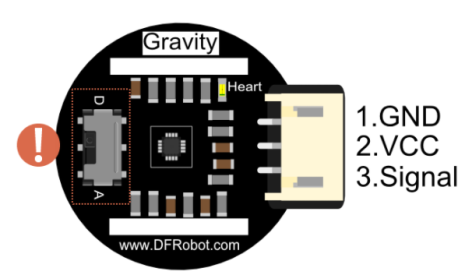 Gravity
Heart
D
A
!
1.GND
2.VCC
3.Signal
www.DFRobot.com